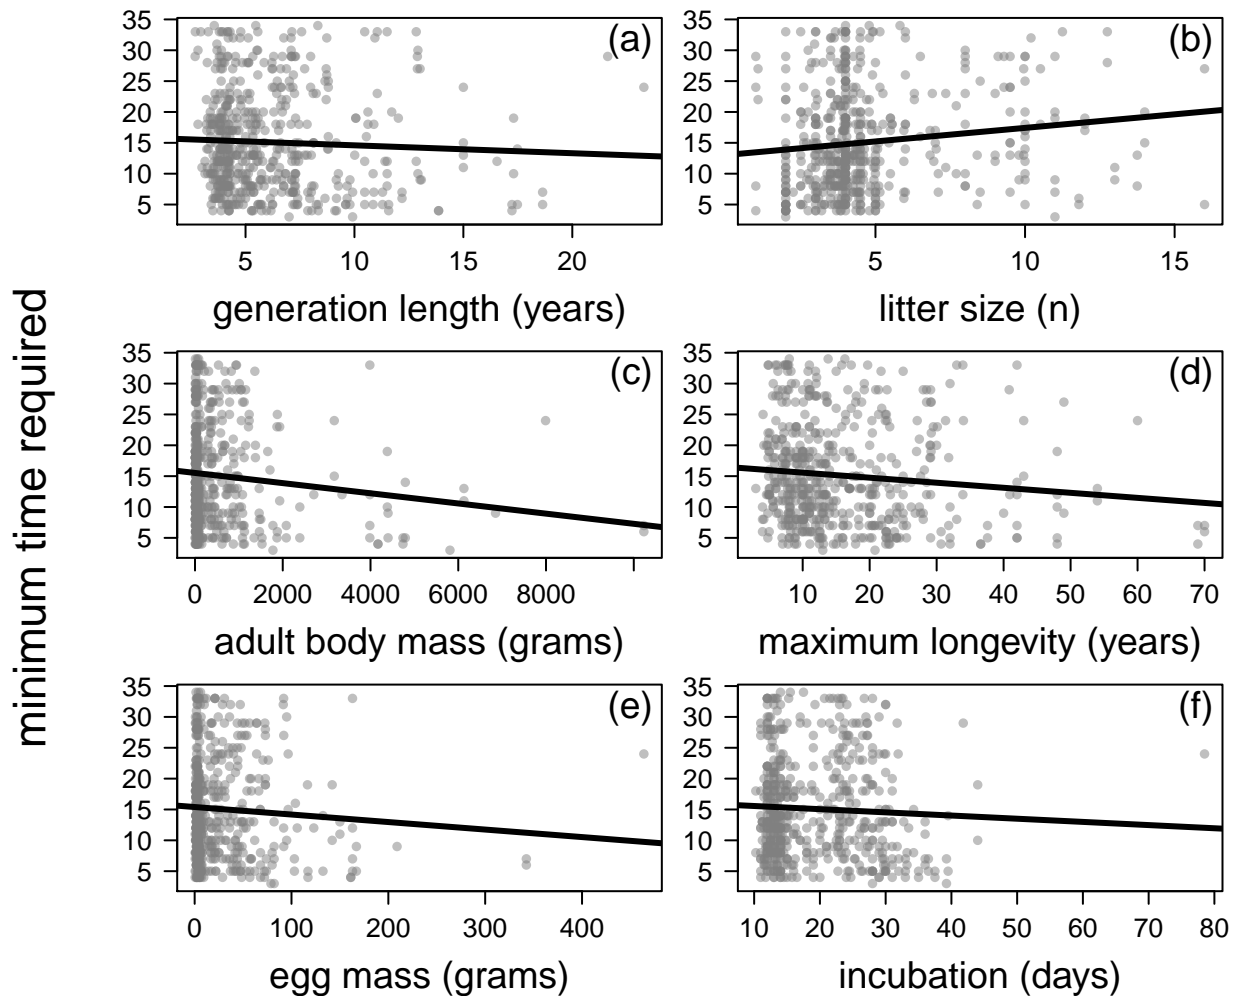 minimum time required
35
30
25
20
15
10
5
(a)
5 10 15 20
generation length (years)
35
30
25
20
15
10
5
(b)
5 10 15
litter size (n)
35
30
25
20
15
10
5
(c)
0 2000 4000 6000 8000
adult body mass (grams)
35
30
25
20
15
10
5
(d)
10 20 30 40 50 60 70
maximum longevity (years)
35
30
25
20
15
10
5
(e)
0 100 200 300 400
egg mass (grams)
35
30
25
20
15
10
5
(f)
10 20 30 40 50 60 70 80
incubation (days)